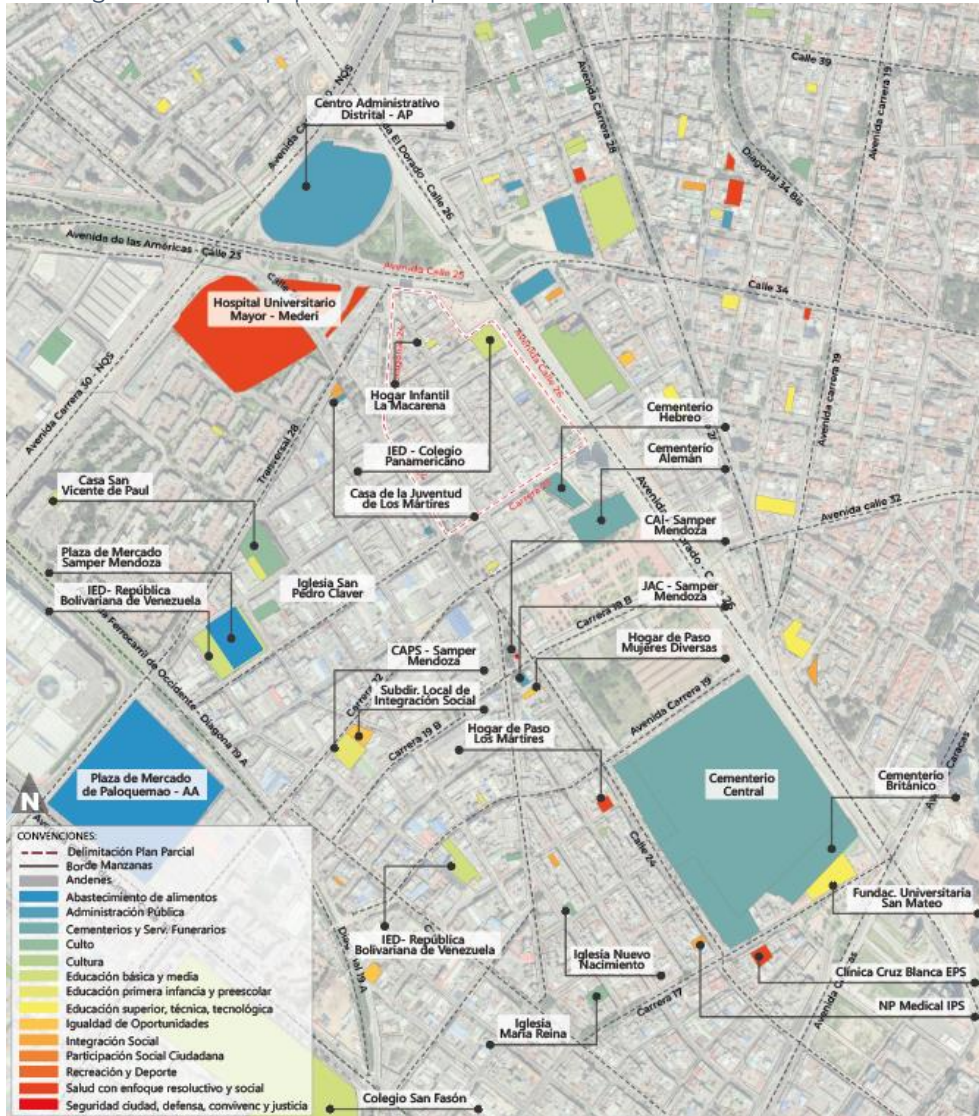 Calle 39
Avenida Carrera 28
Avenida carrera 19
Diagonal 34 Bis
Centro Administrativo
Distrital - AP
El Dorado - Calle 26
Avenida de las Américas - Calle 23
Avenida Calle 25
Calle 34
Hospital Universitario
Mayor - Mederi
Avenida Carrera 30 - NQS
Avenida Calle 26
Avenida carrera 19
Hogar Infantil
La Macarena
Transversal 28
IED - Colegio
Panamericano
Cementerio
Hebreo
Cementerio
Alemán
Casa San
Vicente de Paul
Casa de la Juventud
de Los Mártires
Avenida calle 32
CAI- Samper
Mendoza
Plaza de Mercado
Samper Mendoza
IED- República
Bolivariana de Venezuela
Iglesia San
Pedro Claver
JAC - Samper
Mendoza
Carrera 18 B
Hogar de Paso
Mujeres Diversas
CAPS - Samper
Mendoza
Subdir. Local de
Integración Social
Ferrocarril de Occidente - Diagona 19 A
Carrera 19 B
Avenida Carrera 19
Hogar de Paso
Los Mártires
Plaza de Mercado
de Paloquemao - AA
Cementerio
Central
Cementerio
Británico
Calle 24
N
CONVENCIONES:
Delimitación Plan Parcial
Bor de Manzanas
Andenes
Abastecimiento de alimentos
Administración Pública
Cementerios y Serv. Funerarios
Culto
Cultura
Educación básica y media
Educación primera infancia y preescolar
Educación superior, técnica, tecnológica
Igualdad de Oportunidades
Integración Social
Participación Social Ciudadana
Recreación y Deporte
Salud con enfoque resolutivo y social
Seguridad ciudad, defensa, convivenc y justicia
Fundac. Universitaria
San Mateo
IED- República
Bolivariana de Venezuela
Iglesia Nuevo
Nacimiento
Clínica Cruz Blanca EPS
NP Medical IPS
Carrera 17
Avenida Caracas
Iglesia
María Reina
Colegio San Fasón